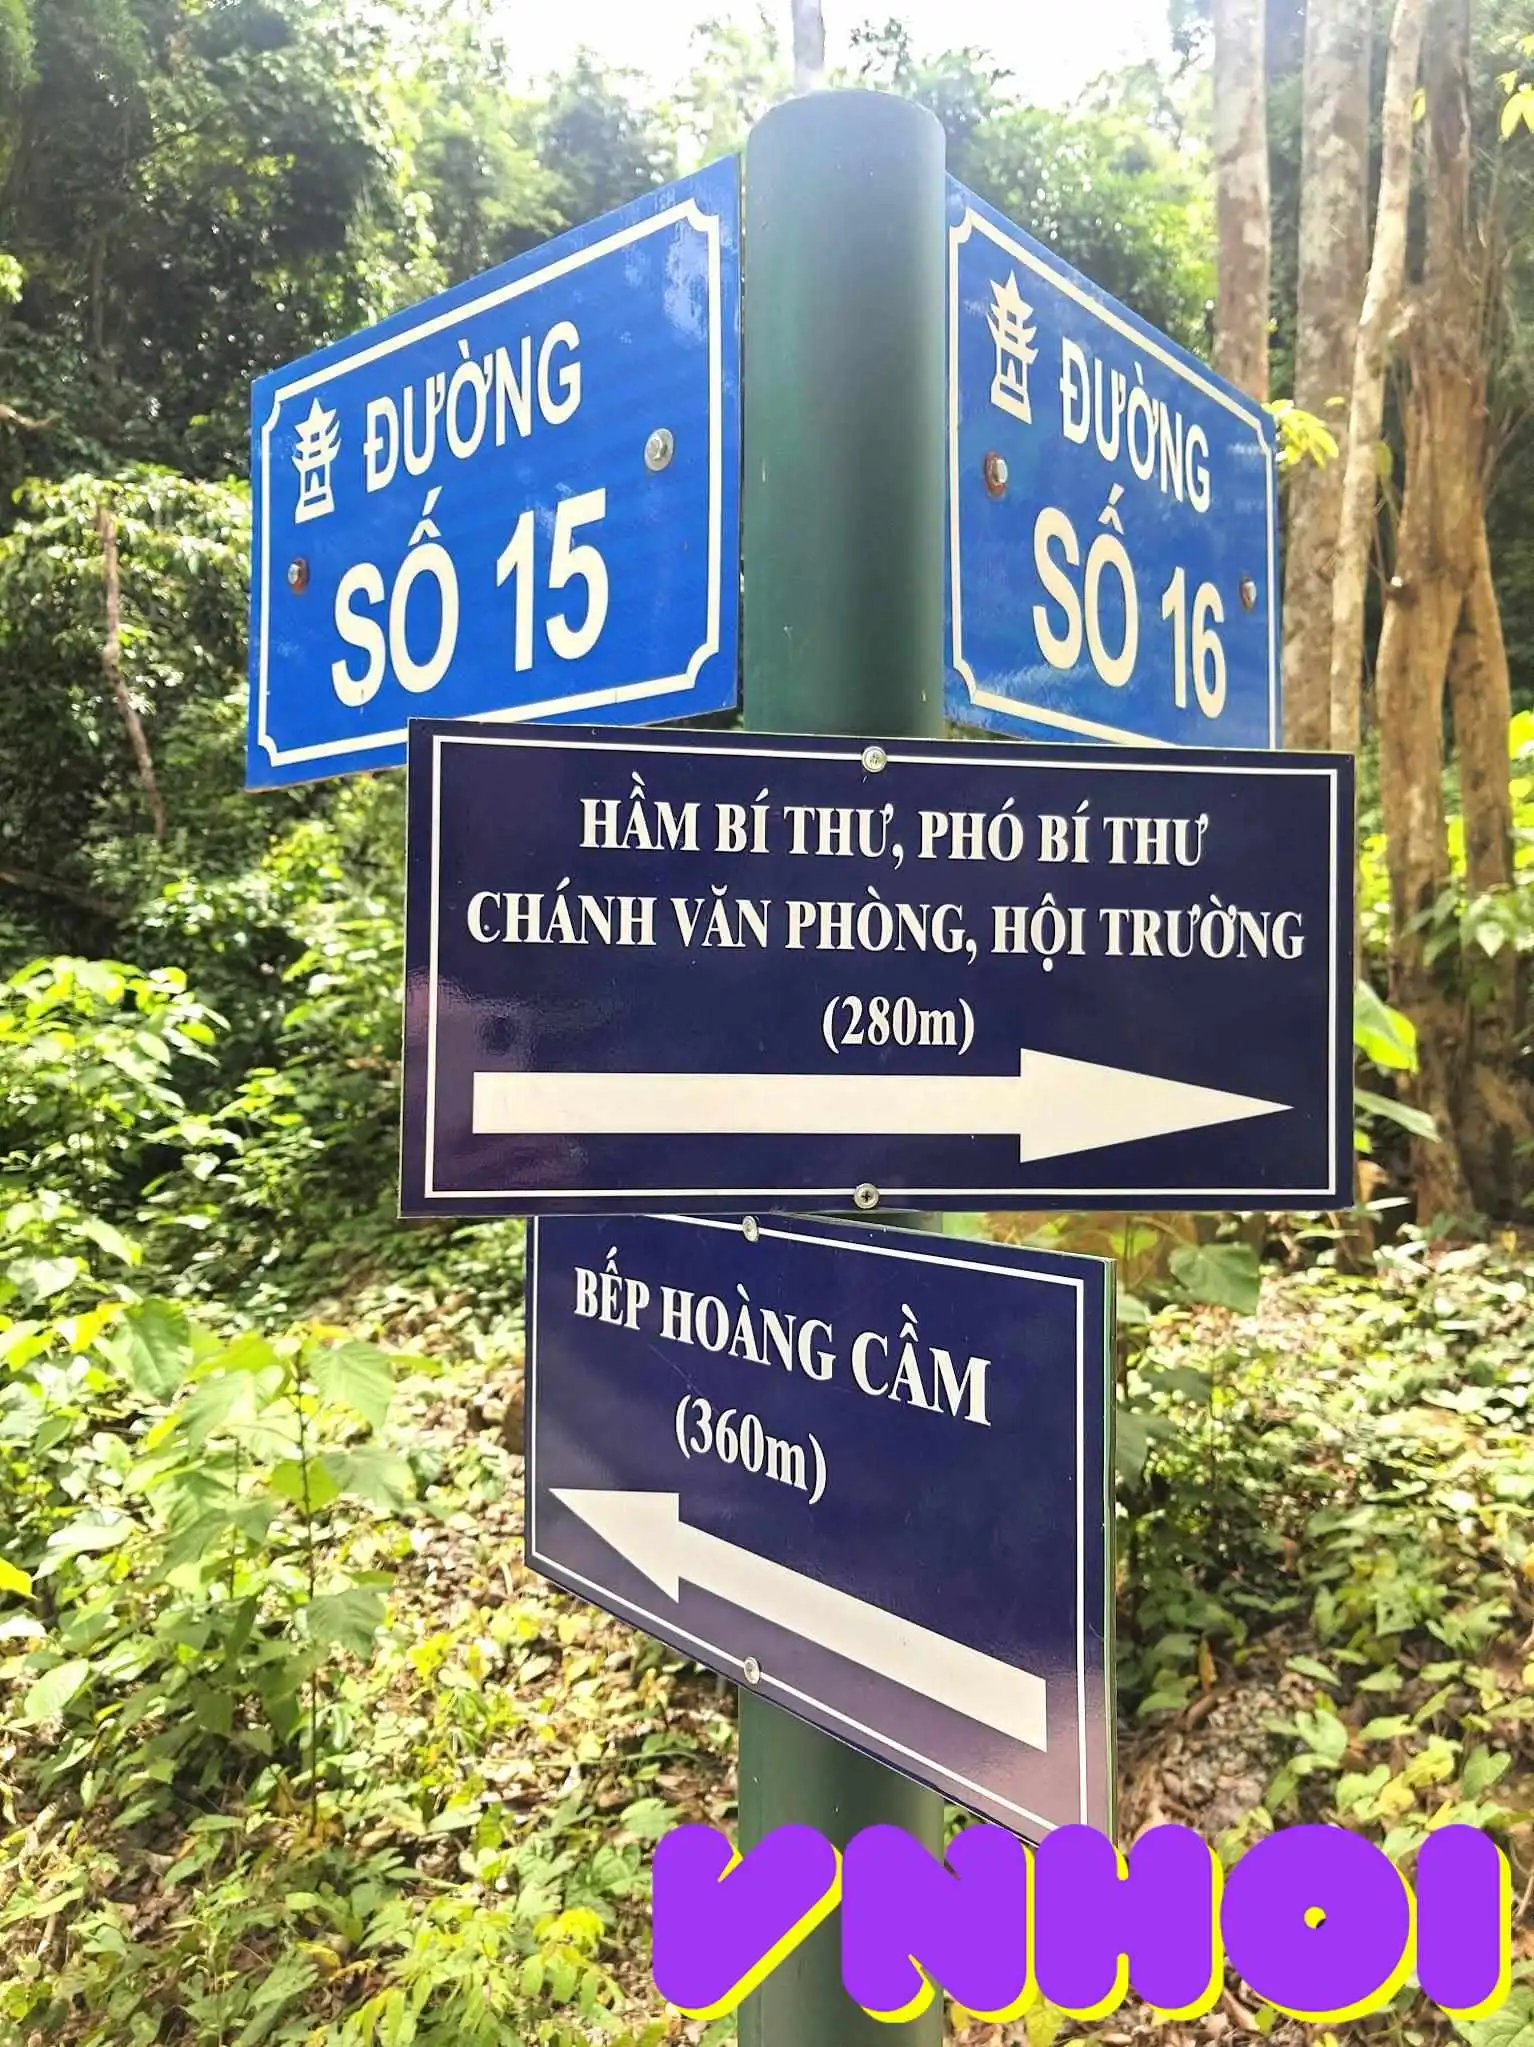 ĐƯỜNG
SỐ 15
ĐƯỜNG
SỐ 16
HẦM BÍ THƯ, PHÓ BÍ THƯ
CHÁNH VĂN PHÒNG, HỘI TRƯỜNG
(280m)
BẾP HOÀNG CẦM
(360m)
VNHOI